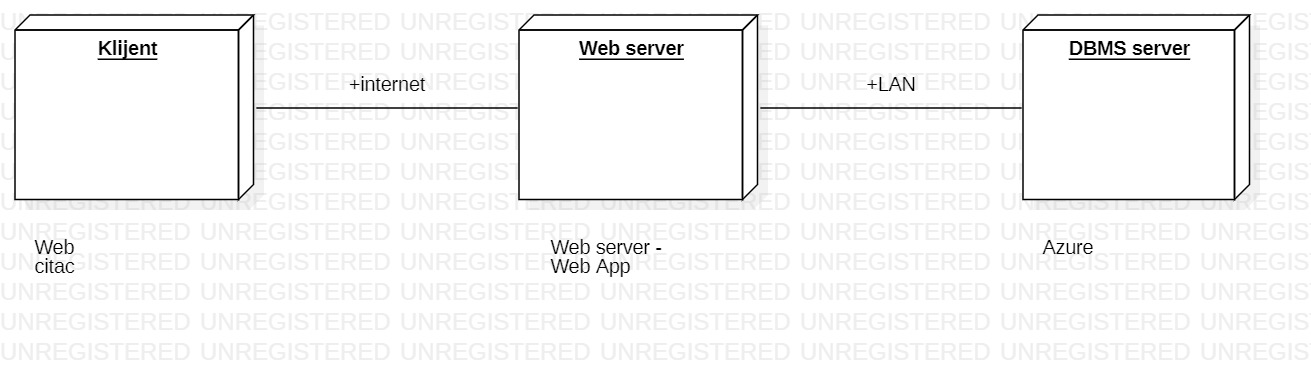 Klijent
Web server
DBMS server
+internet
+LAN
Web
citac
Web server -
Web App
Azure
UNREGISTERED UNREGISTERED UNREGISTERED UNREGISTERED UNREGISTERED UNREGISTERED UNREGIS